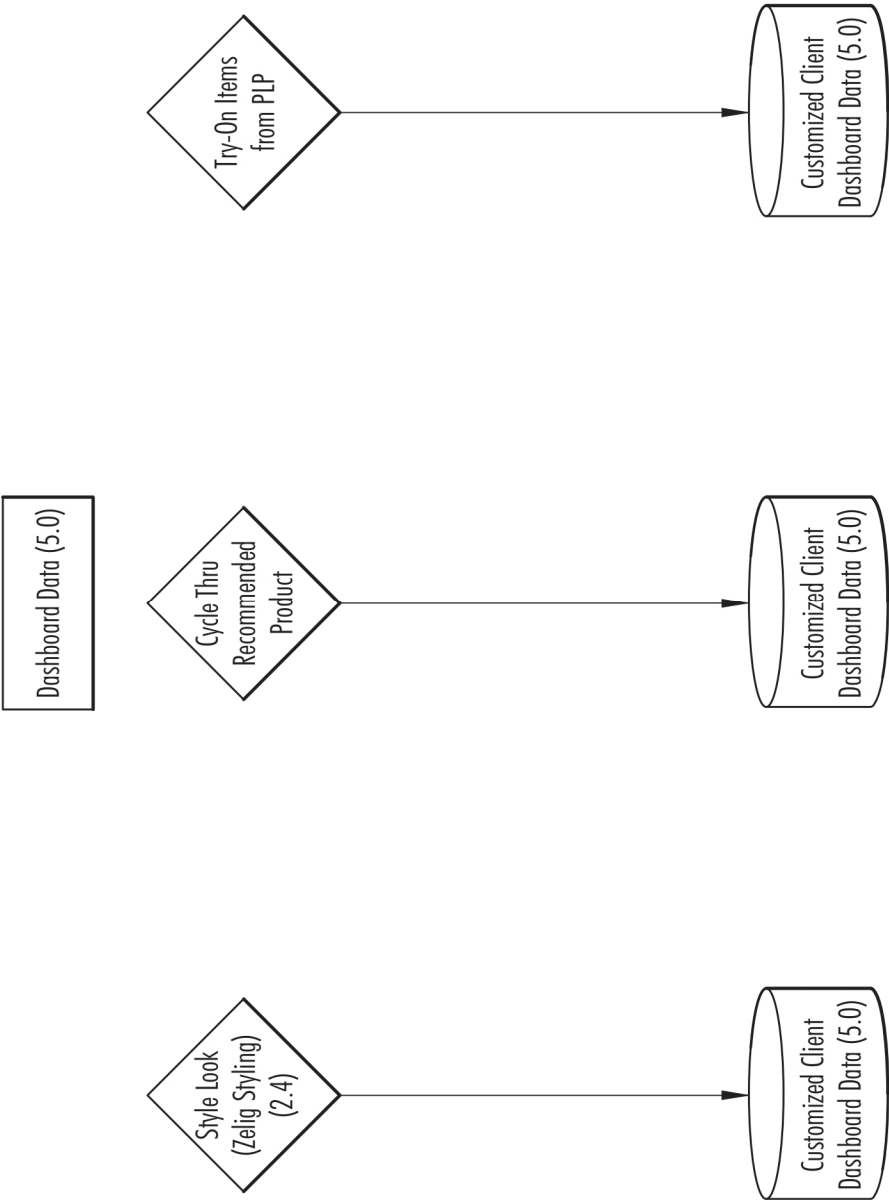 Dashboard Data (5.0)
Style Look
(Zelig Styling)
(2.4)
Cycle Thru
Recommended
Product
Try-On Items
from PLP
Customized Client
Dashboard Data (5.0)
Customized Client
Dashboard Data (5.0)
Customized Client
Dashboard Data (5.0)